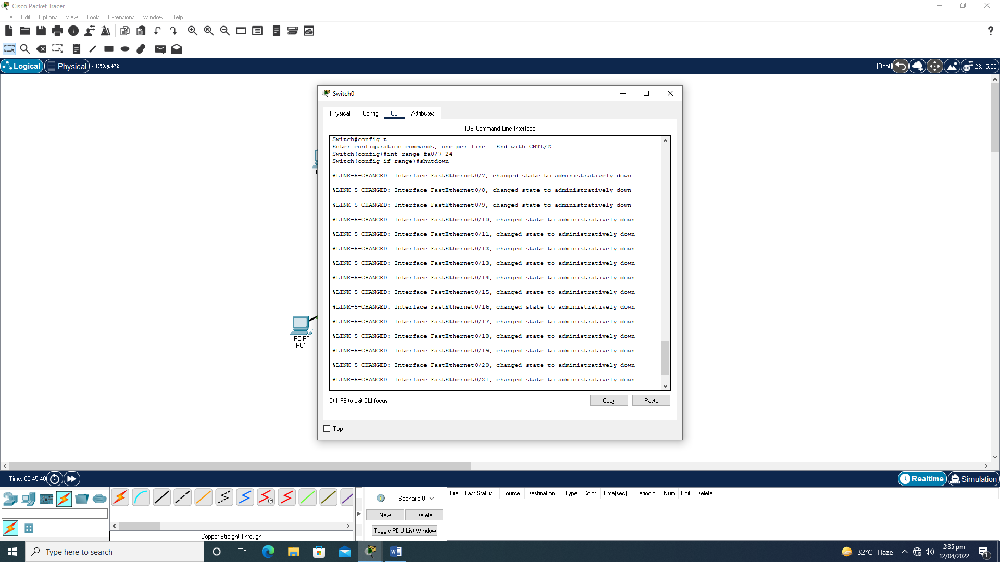 Cisco Packet Tracer
File Edit Options View Tools Extensions Window Help
Logical Physical x: 1358, y: 472 [Root] 23:15:00
Switch0
Physical Config CLI Attributes
IOS Command Line Interface
Switch#config t
Enter configuration commands, one per line.  End with CNTL/Z.
Switch(config)#int range fa0/7-24
Switch(config-if-range)#shutdown
%LINK-5-CHANGED: Interface FastEthernet0/7, changed state to administratively down
%LINK-5-CHANGED: Interface FastEthernet0/8, changed state to administratively down
%LINK-5-CHANGED: Interface FastEthernet0/9, changed state to administratively down
%LINK-5-CHANGED: Interface FastEthernet0/10, changed state to administratively down
%LINK-5-CHANGED: Interface FastEthernet0/11, changed state to administratively down
%LINK-5-CHANGED: Interface FastEthernet0/12, changed state to administratively down
%LINK-5-CHANGED: Interface FastEthernet0/13, changed state to administratively down
%LINK-5-CHANGED: Interface FastEthernet0/14, changed state to administratively down
%LINK-5-CHANGED: Interface FastEthernet0/15, changed state to administratively down
%LINK-5-CHANGED: Interface FastEthernet0/16, changed state to administratively down
%LINK-5-CHANGED: Interface FastEthernet0/17, changed state to administratively down
%LINK-5-CHANGED: Interface FastEthernet0/18, changed state to administratively down
%LINK-5-CHANGED: Interface FastEthernet0/19, changed state to administratively down
%LINK-5-CHANGED: Interface FastEthernet0/20, changed state to administratively down
%LINK-5-CHANGED: Interface FastEthernet0/21, changed state to administratively down
Ctrl+F6 to exit CLI focus Copy Paste
Top
PC-PT
PC1
Time: 00:45:40 Realtime Simulation
Scenario 0
New Delete
Toggle PDU List Window
Fire Last Status Source Destination Type Color Time(sec) Periodic Num Edit Delete
Copper Straight-Through
Type here to search
32°C Haze
2:35 pm
12/04/2022
1